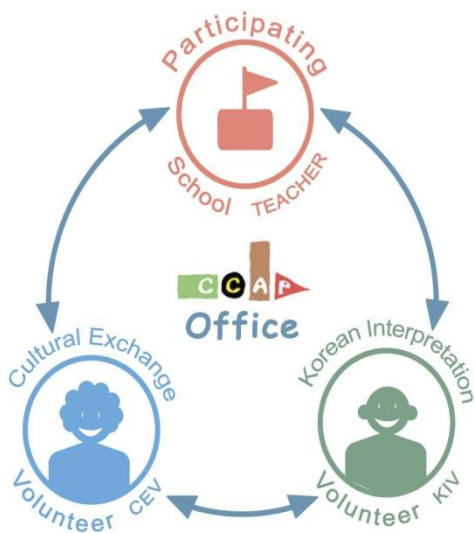 Participating
School TEACHER
CCAP
Office
Cultural Exchange
Volunteer CEV
Korean Interpretation
Volunteer KIV